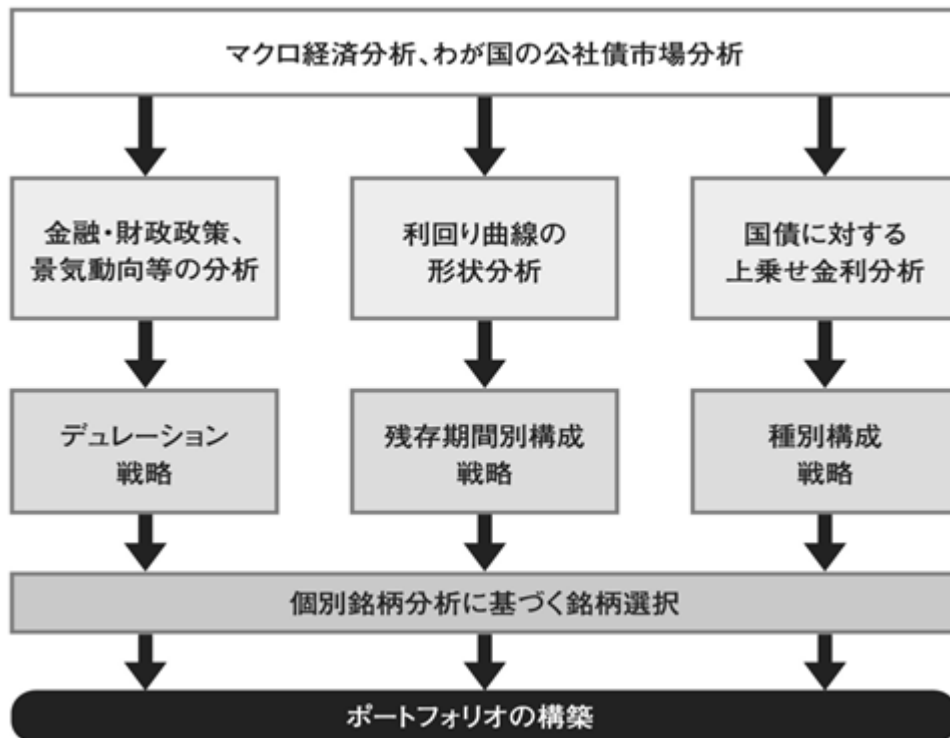 マクロ経済分析、わが国の公社債市場分析
金融・財政政策、
景気動向等の分析
利回り曲線の
形状分析
国債に対する
上乗せ金利分析
デュレーション
戦略
残存期間別構成
戦略
種別構成
戦略
個別銘柄分析に基づく銘柄選択
ポートフォリオの構築